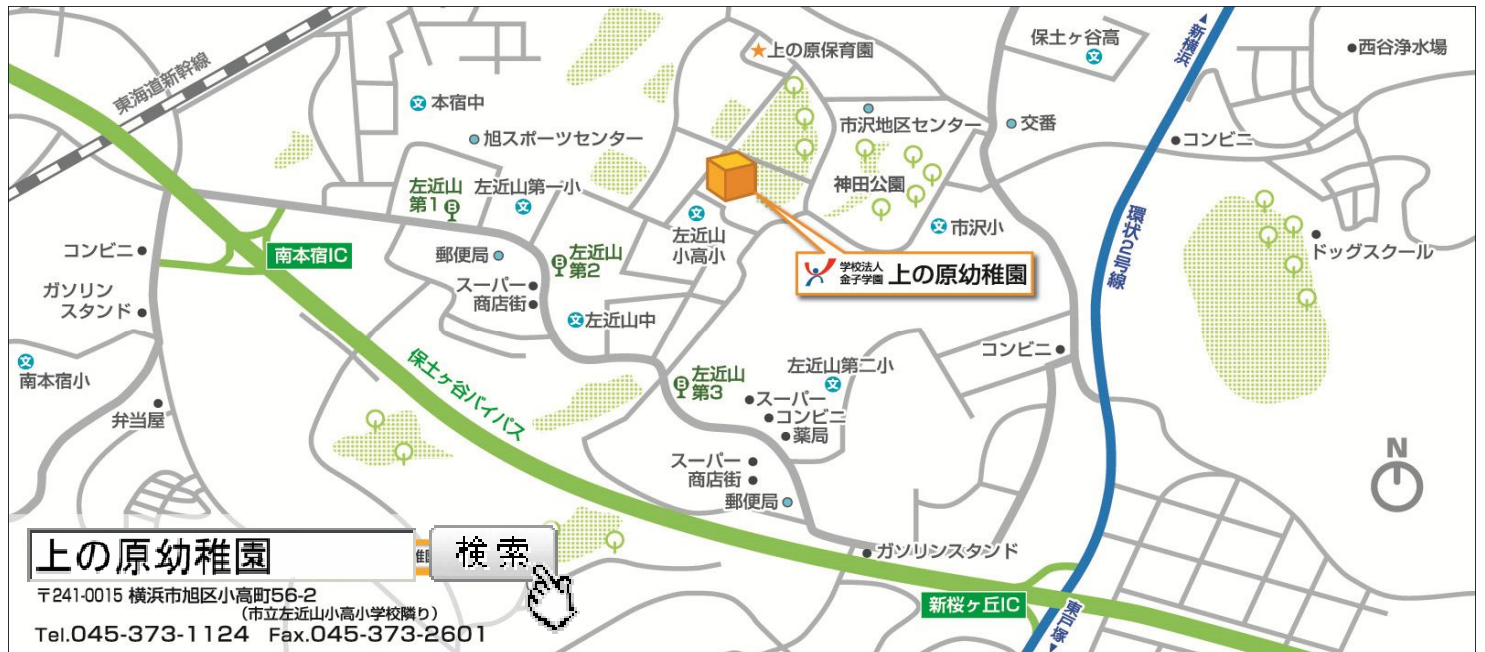 東海道新幹線
本宿中
旭スポーツセンター
上の原保育園
保土ヶ谷高
▲新横浜
西谷浄水場
市沢地区センター
交番
コンビニ
左近山
第1
左近山第一小
左近山
小高小
神田公園
市沢小
環状2号線
ドッグスクール
コンビニ
南本宿IC
郵便局
左近山
第2
学校法人
金子学園
上の原幼稚園
ガソリン
スタンド
スーパー
商店街
左近山中
南本宿小
保土ヶ谷バイパス
左近山
第3
左近山第二小
コンビニ
弁当屋
スーパー
コンビニ
薬局
スーパー
商店街
郵便局
N
ガソリンスタンド
新桜ヶ丘IC
東戸塚▼
上の原幼稚園
検索
〒241-0015 横浜市旭区小高町56-2
(市立左近山小高小学校隣り)
Tel.045-373-1124 Fax.045-373-2601